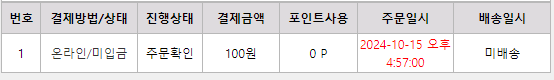 번호 결제방법/상태 진행상태 결제금액 포인트사용 주문일시 배송일시
1 온라인/미입금 주문확인 100원 0 P 2024-10-15 오후 4:57:00 미배송